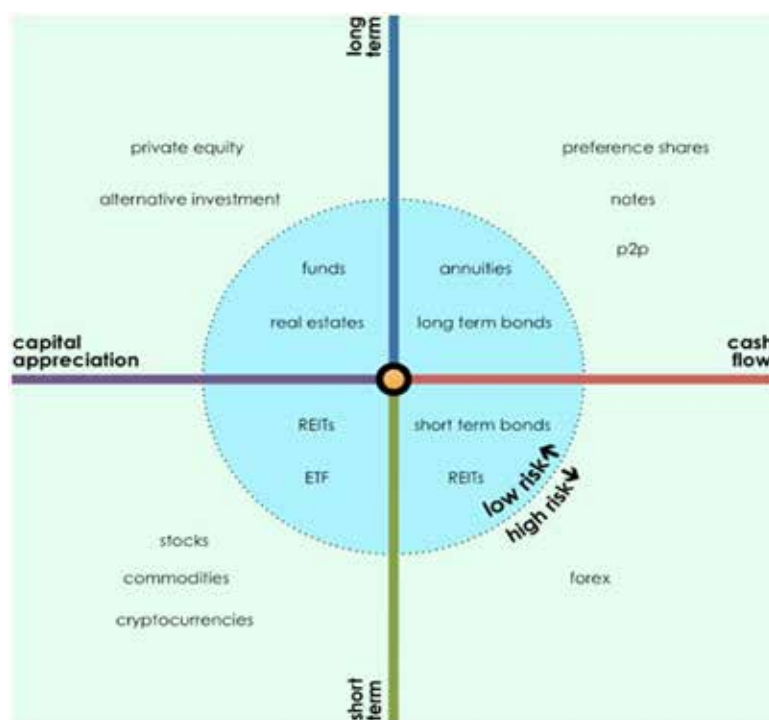 long
term
private equity
preference shares
alternative investment
notes
p2p
funds
annuities
real estates
long term bonds
capital
appreciation
cash
flow
REITs
short term bonds
ETF
REITs
low risk
high risk
stocks
commodities
forex
cryptocurrencies
short
term